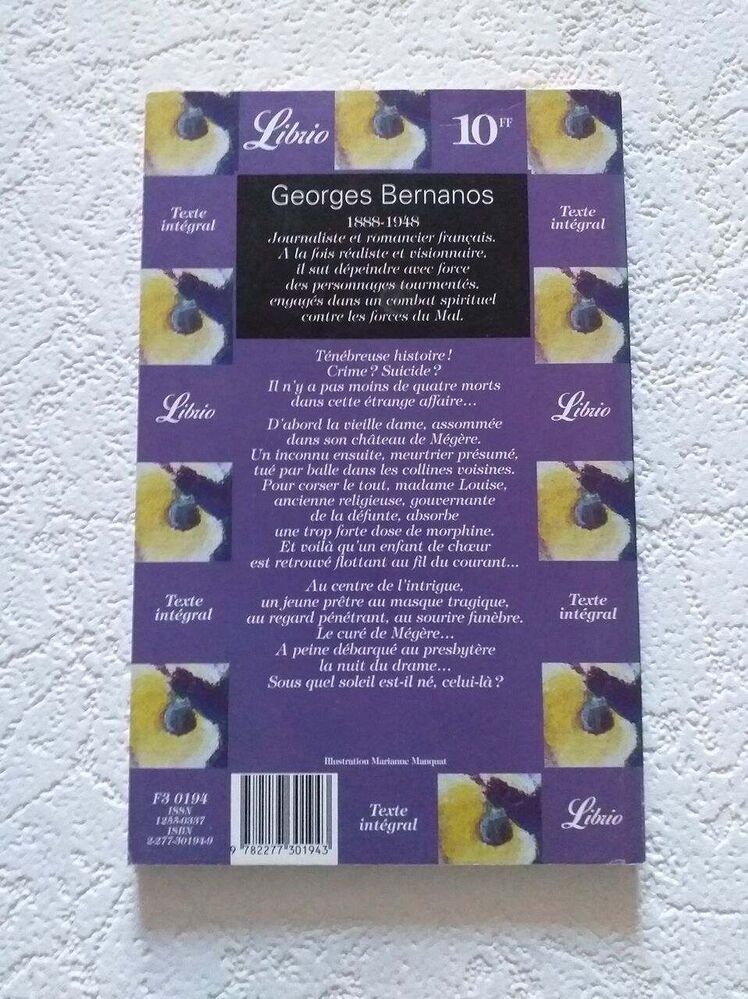 Librio
10 FF
Texte
intégral
Georges Bernanos
1888-1948
Journaliste et romancier français.
A la fois réaliste et visionnaire,
il sut dépeindre avec force
des personnages tourmentés,
engagés dans un combat spirituel
contre les forces du Mal.
Texte
intégral
Ténébreuse histoire !
Crime ? Suicide ?
Il n'y a pas moins de quatre morts
dans cette étrange affaire...
Librio
Librio
D'abord la vieille dame, assommée
dans son château de Mégère.
Un inconnu ensuite, meurtrier présumé,
tué par balle dans les collines voisines.
Pour corser le tout, madame Louise,
ancienne religieuse, gouvernante
de la défunte, absorbe
une trop forte dose de morphine.
Et voilà qu'un enfant de chœur
est retrouvé flottant au fil du courant...
Texte
intégral
Au centre de l'intrigue,
un jeune prêtre au masque tragique,
au regard pénétrant, au sourire funèbre.
Le curé de Mégère...
A peine débarqué au presbytère
la nuit du drame...
Sous quel soleil est-il né, celui-là ?
Texte
intégral
Illustration Marianne Manquat
F3 0194
ISSN
1255-0337
ISBN
2-277-30194-9
9 782277 301943
Texte
intégral
Librio